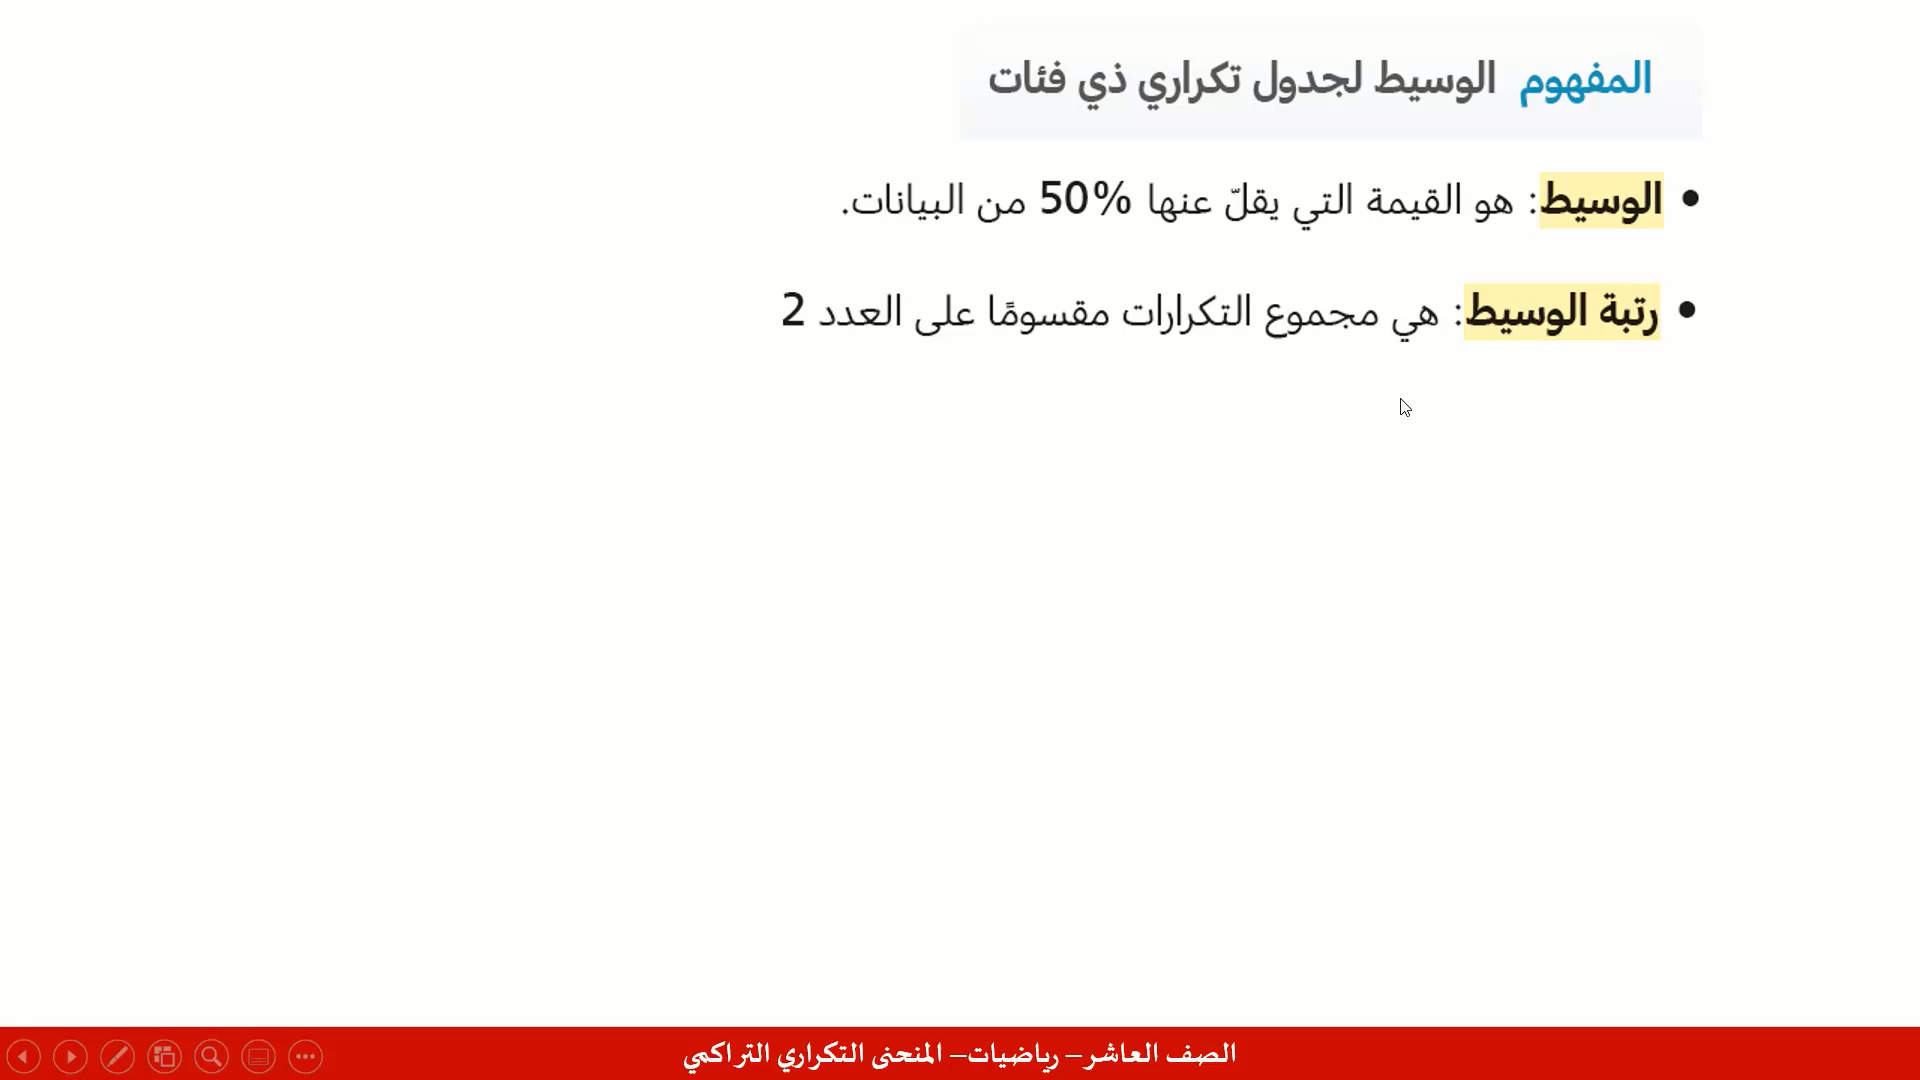 المفهوم الوسيط لجدول تكراري ذي فئات
• الوسيط: هو القيمة التي يقلّ عنها 50% من البيانات.
• رتبة الوسيط: هي مجموع التكرارات مقسومًا على العدد 2
الصف العاشر – رياضيات – المنحنى التكراري التراكمي